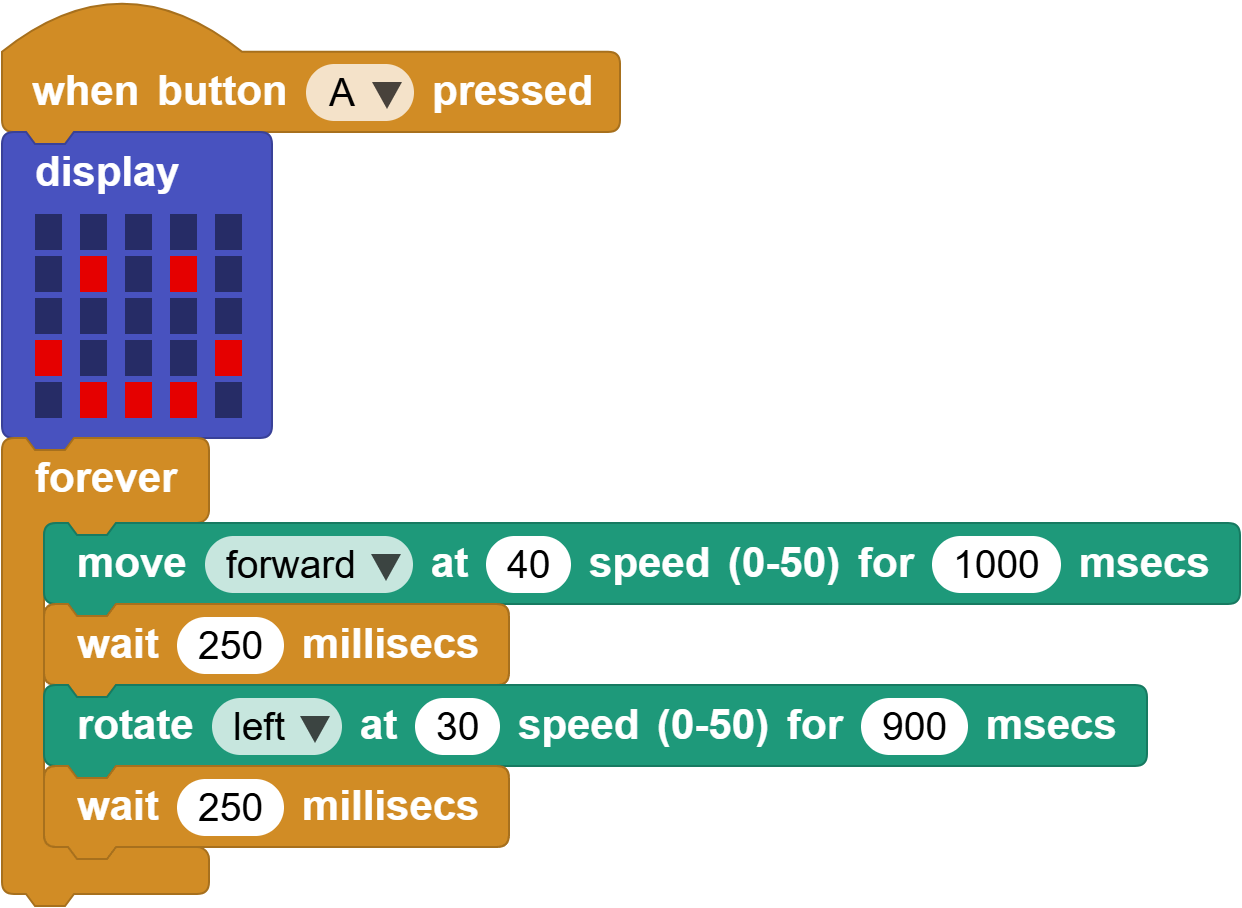 when button A pressed
display
forever
move forward at 40 speed (0-50) for 1000 msecs
wait 250 millisecs
rotate left at 30 speed (0-50) for 900 msecs
wait 250 millisecs